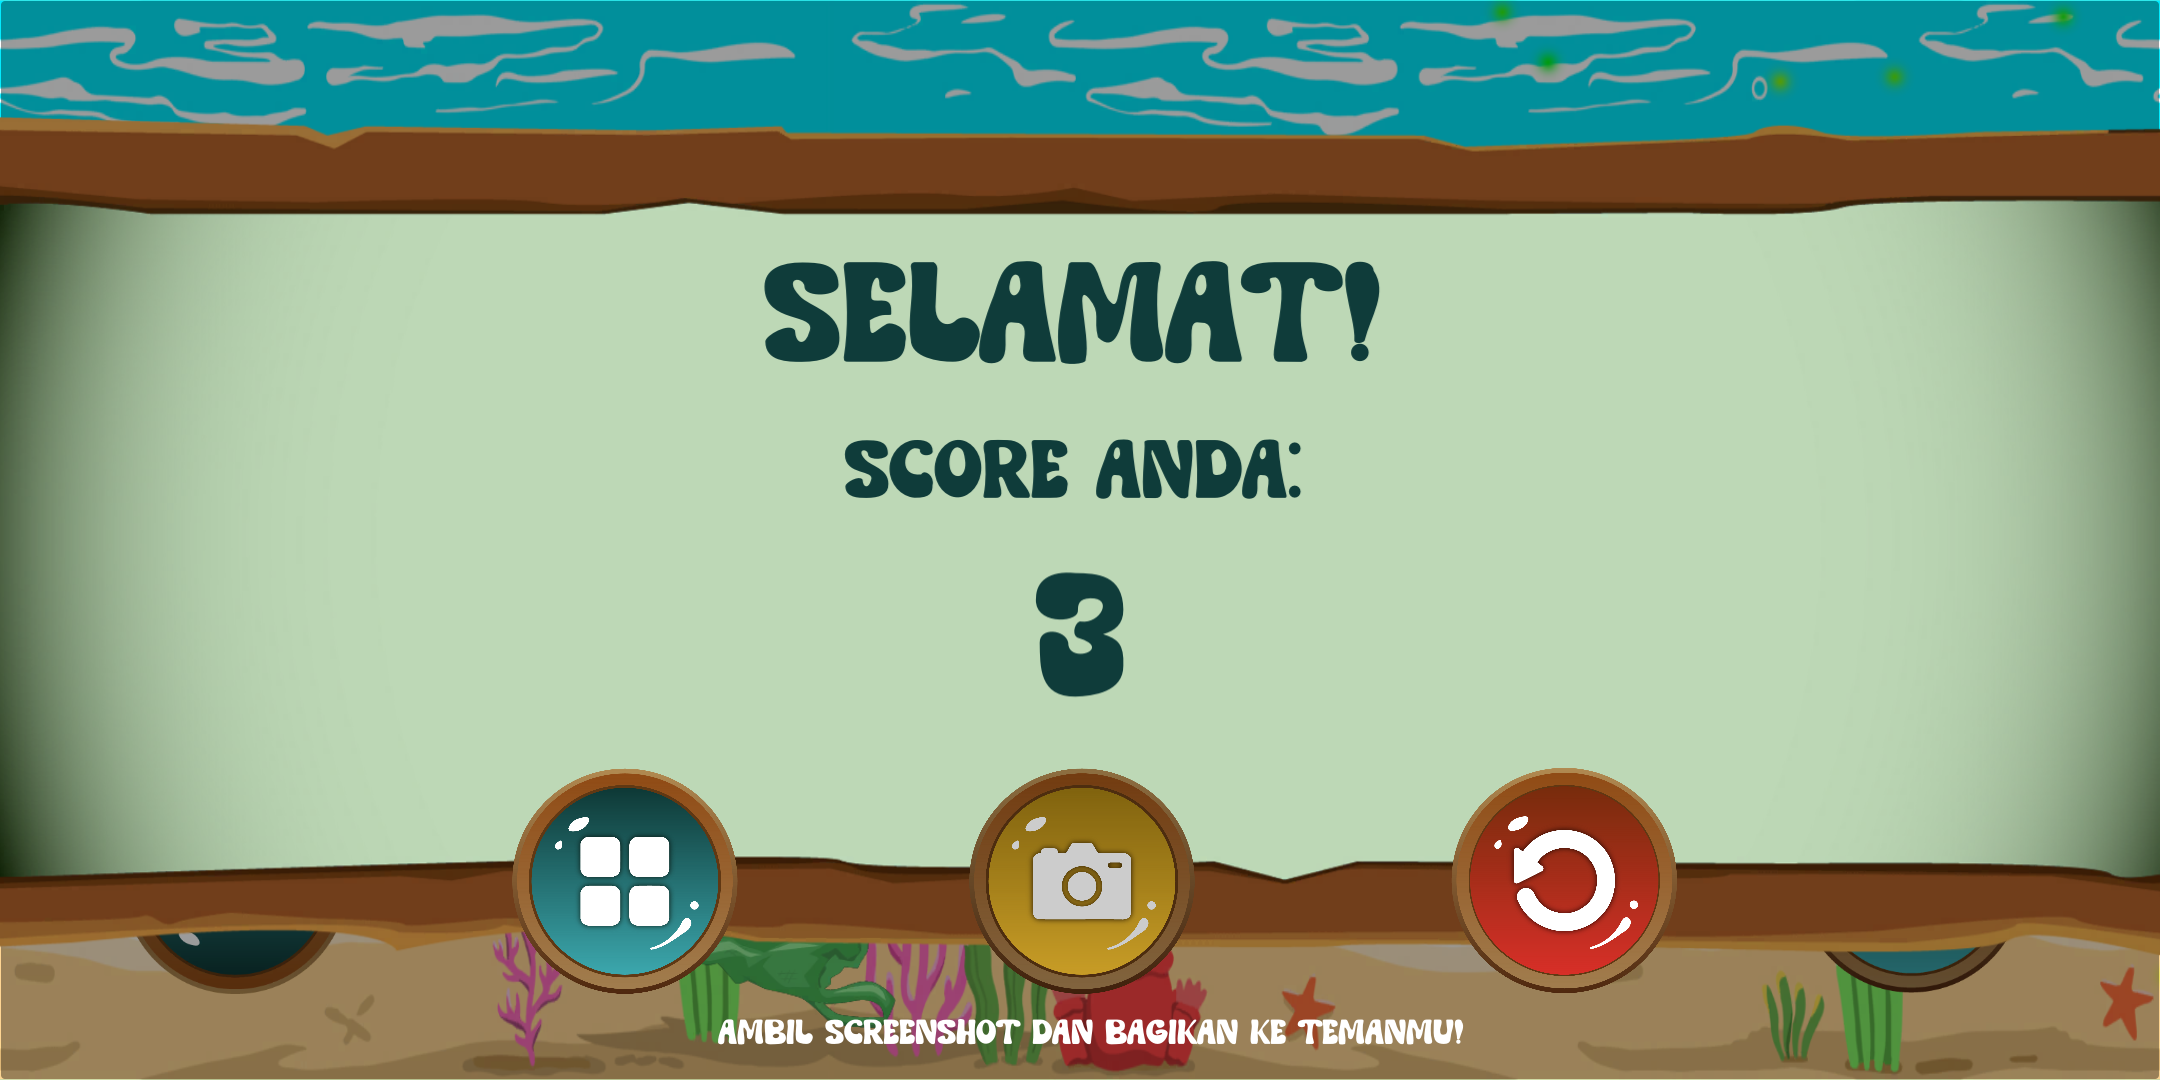 SELAMAT!
SCORE ANDA:
3
AMBIL SCREENSHOT DAN BAGIKAN KE TEMANMU!